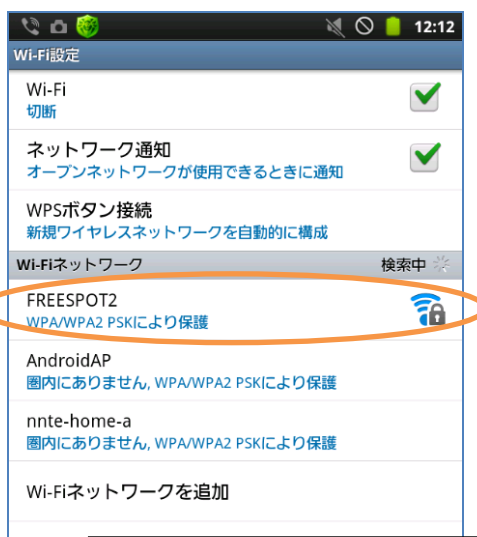 12:12
Wi-Fi設定
Wi-Fi
切断
ネットワーク通知
オープンネットワークが使用できるときに通知
WPSボタン接続
新規ワイヤレスネットワークを自動的に構成
Wi-Fiネットワーク 検索中
FREESPOT2
WPA/WPA2 PSKにより保護
AndroidAP
圏内にありません, WPA/WPA2 PSKにより保護
nnte-home-a
圏内にありません, WPA/WPA2 PSKにより保護
Wi-Fiネットワークを追加